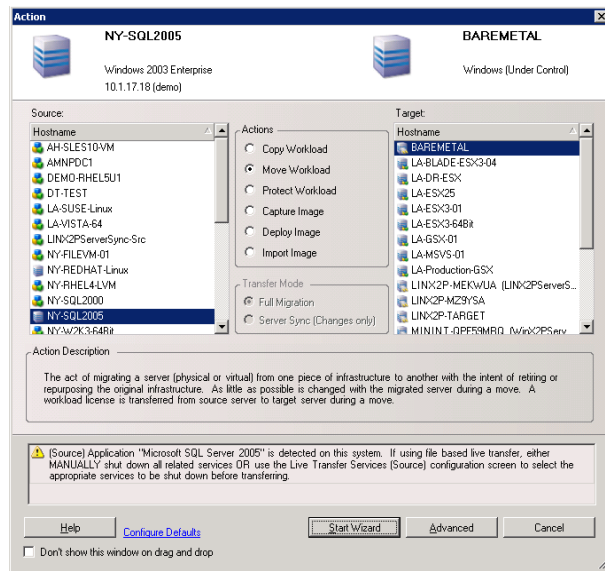 Action
NY-SQL2005
BAREMETAL
Windows 2003 Enterprise
Windows (Under Control)
10.1.17.18 (demo)
Source:
Hostname
AH-SLES10-VM
AMNPDC1
DEMO-RHEL5U1
DT-TEST
LA-SUSE-Linux
LA-VISTA-64
LINX2PServerSync-Src
NY-FILEVM-01
NY-REDHAT-Linux
NY-RHEL4-LVM
NY-SQL2000
NY-SQL2005
NY-W2K3-64Bit
Actions
Copy Workload
Move Workload
Protect Workload
Capture Image
Deploy Image
Import Image
Transfer Mode
Full Migration
Server Sync (Changes only)
Target:
Hostname
BAREMETAL
LA-BLADE-ESX3-04
LA-DR-ESX
LA-ESX25
LA-ESX3-01
LA-ESX3-64Bit
LA-GSX-01
LA-MSVS-01
LA-Production-GSX
LINX2P-MEKWUA (LINX2PServerS...
LINX2P-MZ9YSA
LINX2P-TARGET
MININT-QPF59MRQ (WinX2PServ
Action Description
The act of migrating a server (physical or virtual) from one piece of infrastructure to another with the intent of retiring or
repurposing the original infrastructure. As little as possible is changed with the migrated server during a move. A
workload license is transferred from source server to target server during a move.
(Source) Application "Microsoft SQL Server 2005" is detected on this system. If using file based live transfer, either
MANUALLY shut down all related services OR use the Live Transfer Services (Source) configuration screen to select the
appropriate services to be shut down before transferring.
Help
Configure Defaults
Start Wizard
Advanced
Cancel
Don't show this window on drag and drop